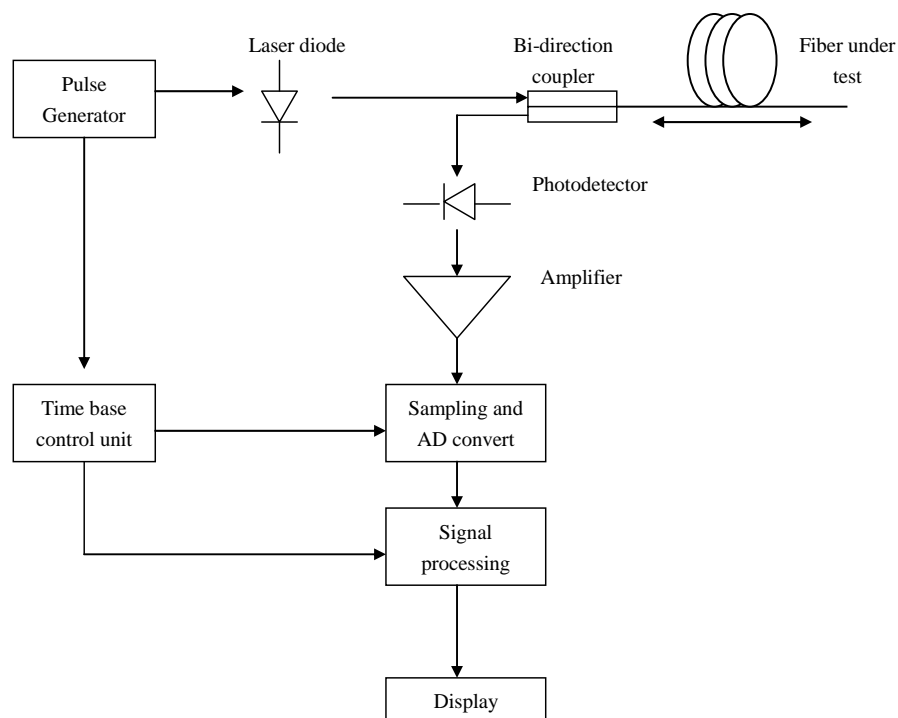 Laser diode
Bi-direction
coupler
Fiber under
test
Pulse
Generator
Photodetector
Amplifier
Time base
control unit
Sampling and
AD convert
Signal
processing
Display